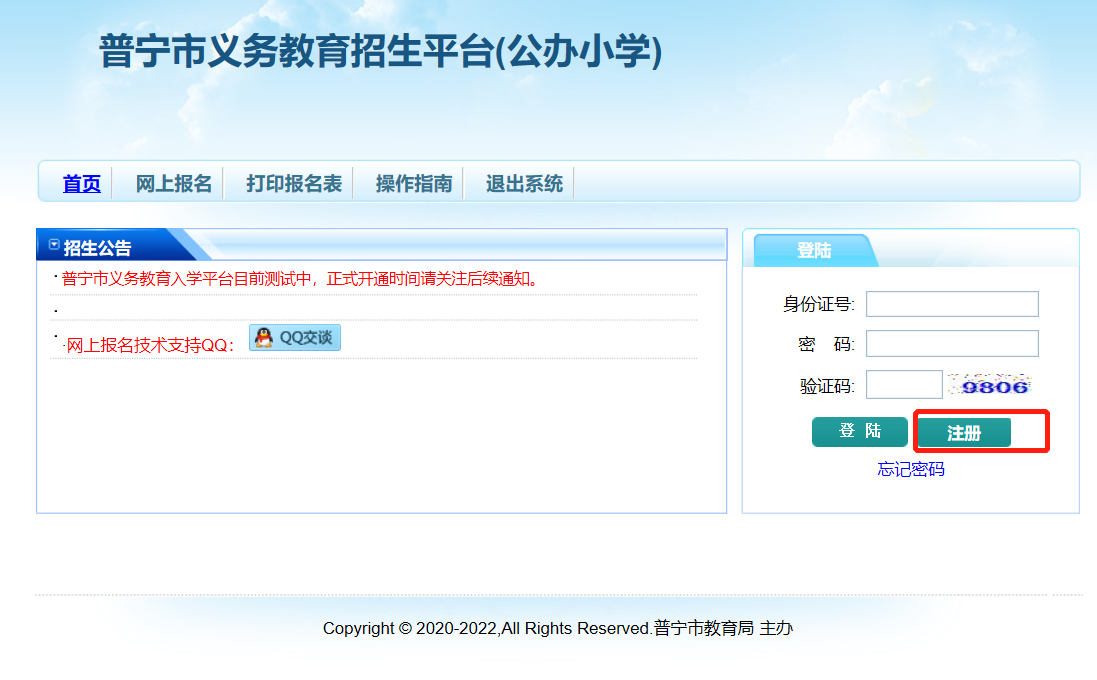 普宁市义务教育招生平台(公办小学)
首页 网上报名 打印报名表 操作指南 退出系统
招生公告
·普宁市义务教育入学平台目前测试中，正式开通时间请关注后续通知。
·
·.网上报名技术支持QQ： QQ交谈
登陆
身份证号:
密 码:
验证码: 9806
登 陆 注册
忘记密码
Copyright © 2020-2022,All Rights Reserved.普宁市教育局 主办